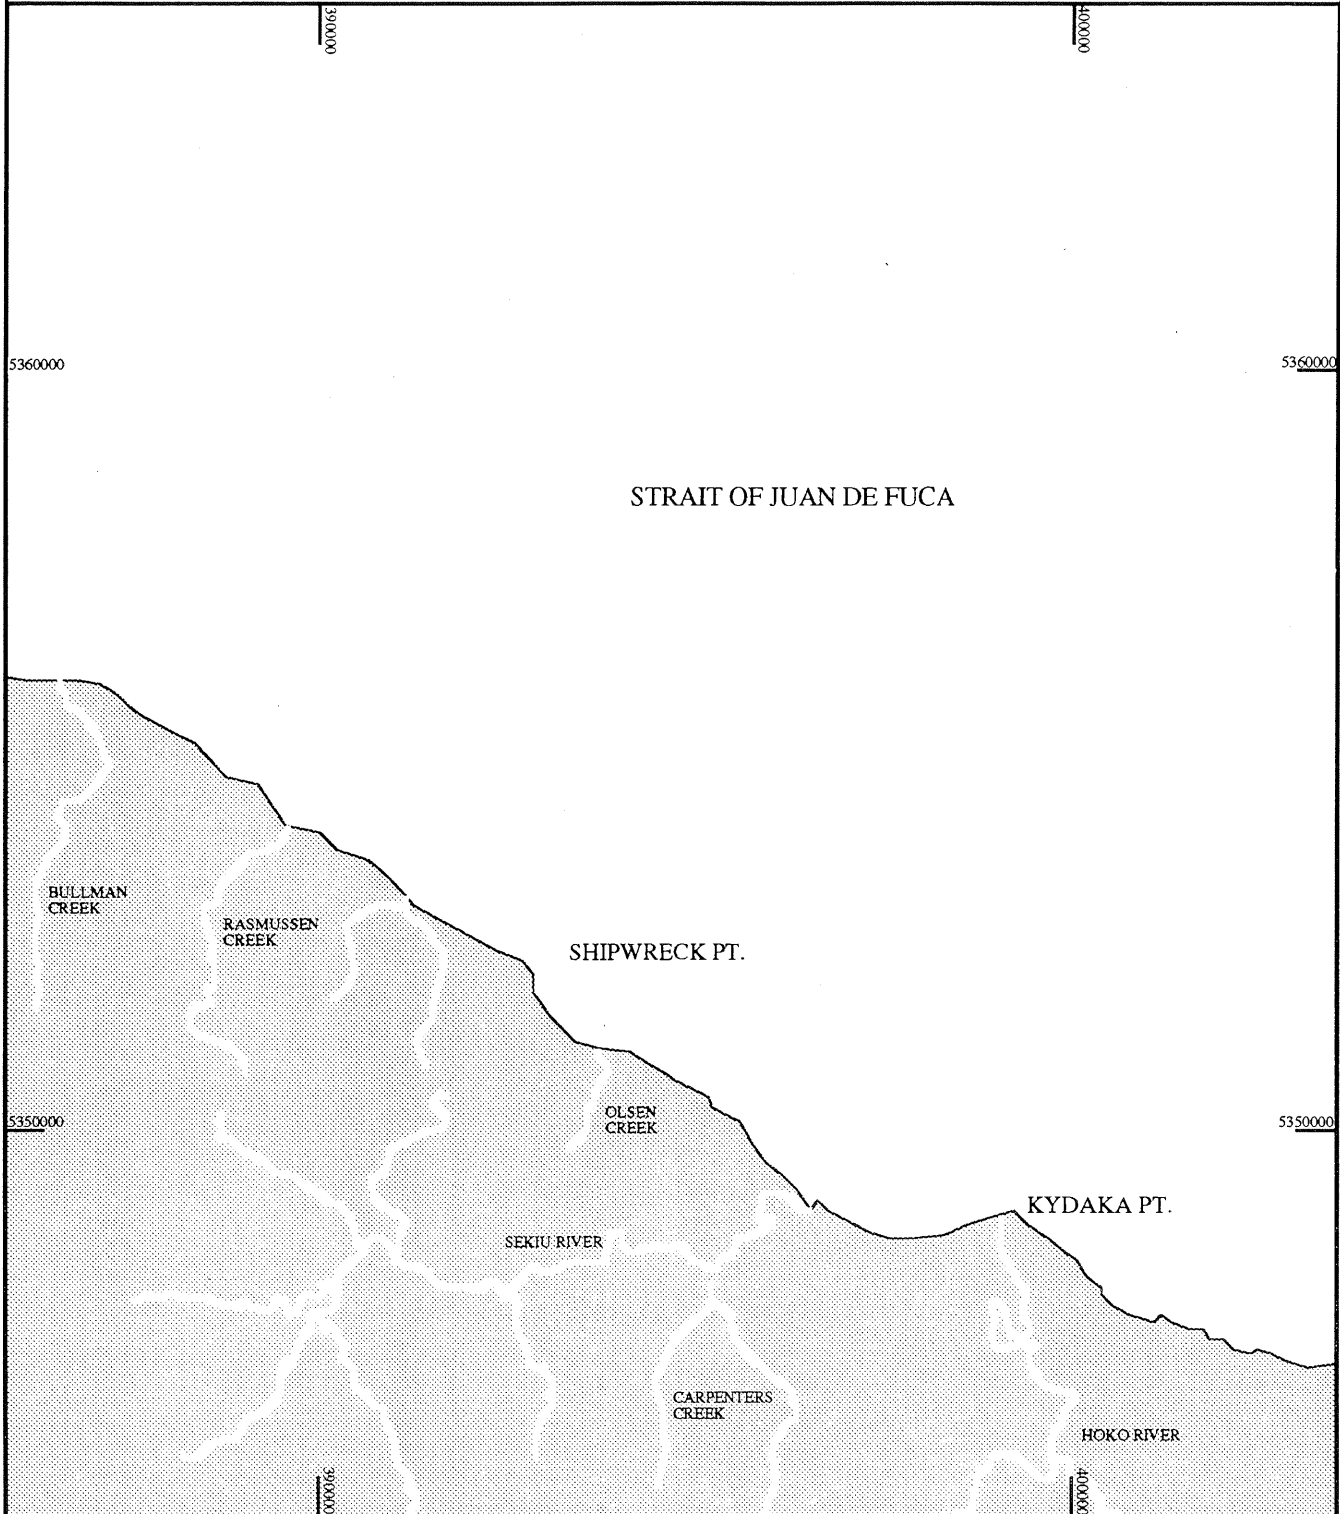 390000
400000
5360000
5360000
STRAIT OF JUAN DE FUCA
BULLMAN
CREEK
RASMUSSEN
CREEK
SHIPWRECK PT.
5350000
OLSEN
CREEK
5350000
KYDAKA PT.
SEKIU RIVER
CARPENTERS
CREEK
HOKO RIVER
390000
400000